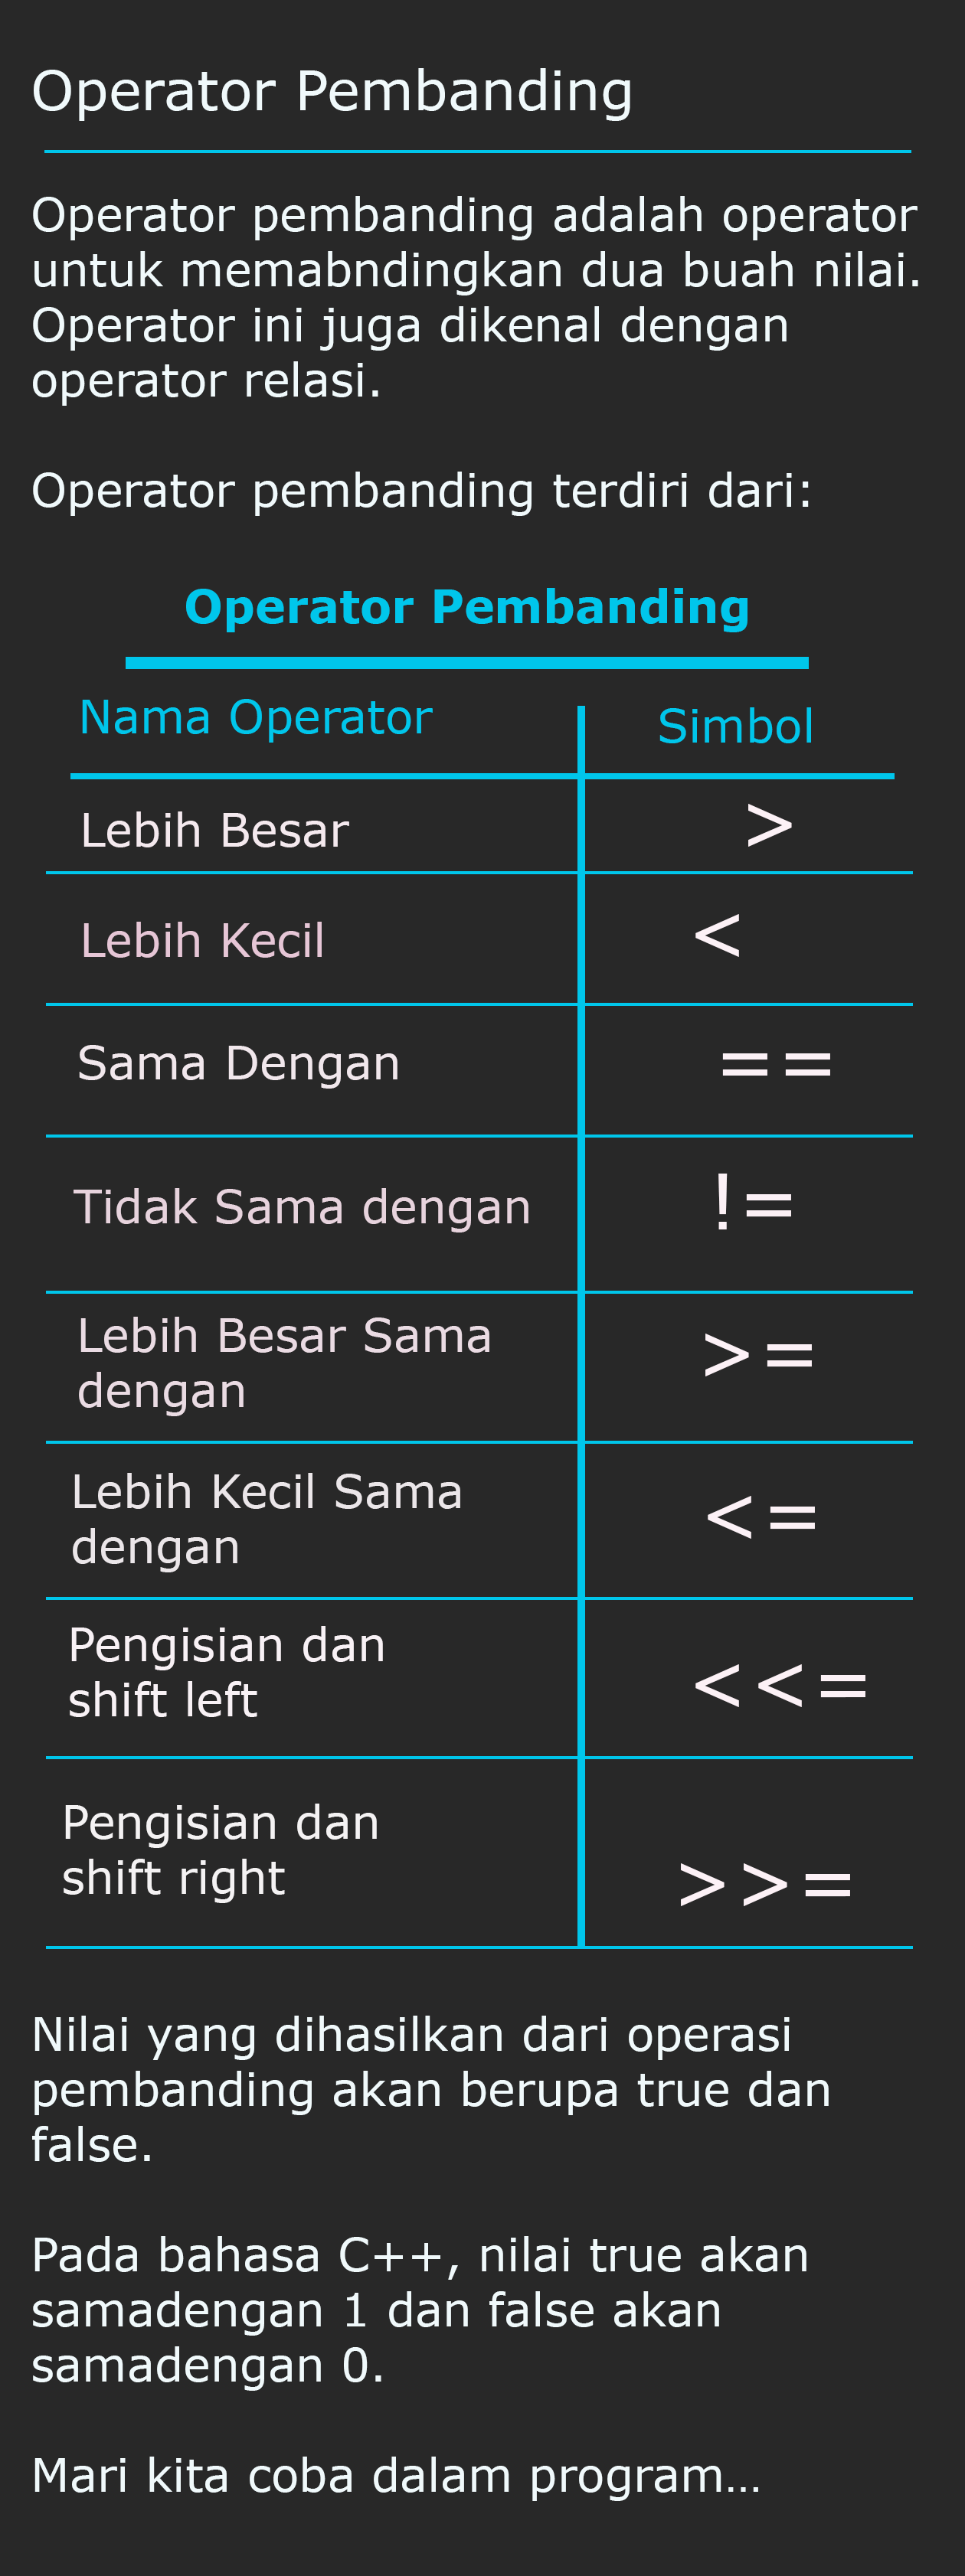 Operator Pembanding
Operator pembanding adalah operator
untuk memabndingkan dua buah nilai.
Operator ini juga dikenal dengan
operator relasi.
Operator pembanding terdiri dari:
Operator Pembanding
Nama Operator Simbol
Lebih Besar >
Lebih Kecil <
Sama Dengan ==
Tidak Sama dengan !=
Lebih Besar Sama
dengan >=
Lebih Kecil Sama
dengan <=
Pengisian dan
shift left <<=
Pengisian dan
shift right >>=
Nilai yang dihasilkan dari operasi
pembanding akan berupa true dan
false.
Pada bahasa C++, nilai true akan
samadengan 1 dan false akan
samadengan 0.
Mari kita coba dalam program...